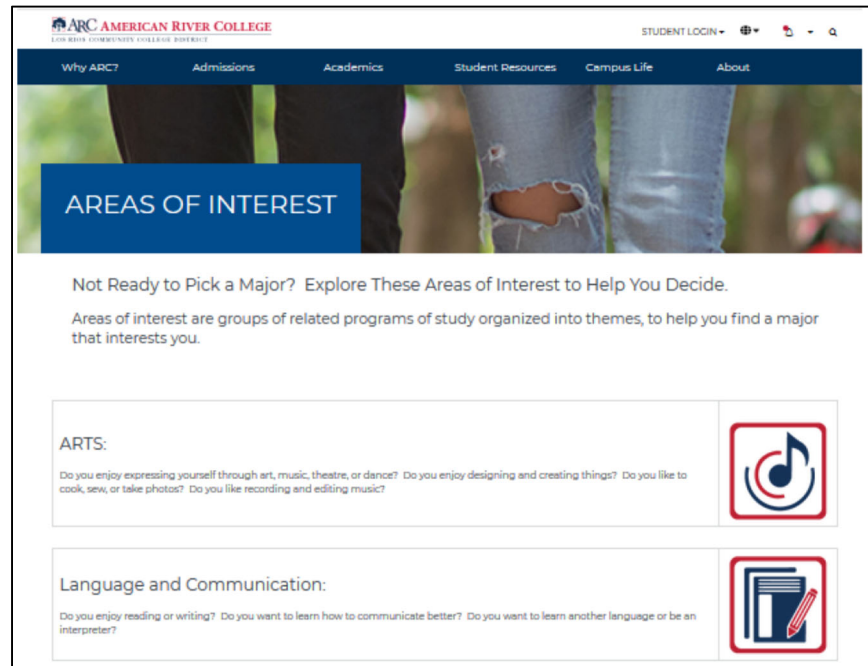 ARC AMERICAN RIVER COLLEGE
LOS RIOS COMMUNITY COLLEGE DISTRICT
STUDENT LOGIN
Why ARC? Admissions Academics Student Resources Campus Life About
AREAS OF INTEREST
Not Ready to Pick a Major? Explore These Areas of Interest to Help You Decide.
Areas of interest are groups of related programs of study organized into themes, to help you find a major
that interests you.
ARTS:
Do you enjoy expressing yourself through art, music, theatre, or dance? Do you enjoy designing and creating things? Do you like to
cook, sew, or take photos? Do you like recording and editing music?
Language and Communication:
Do you enjoy reading or writing? Do you want to learn how to communicate better? Do you want to learn another language or be an
interpreter?